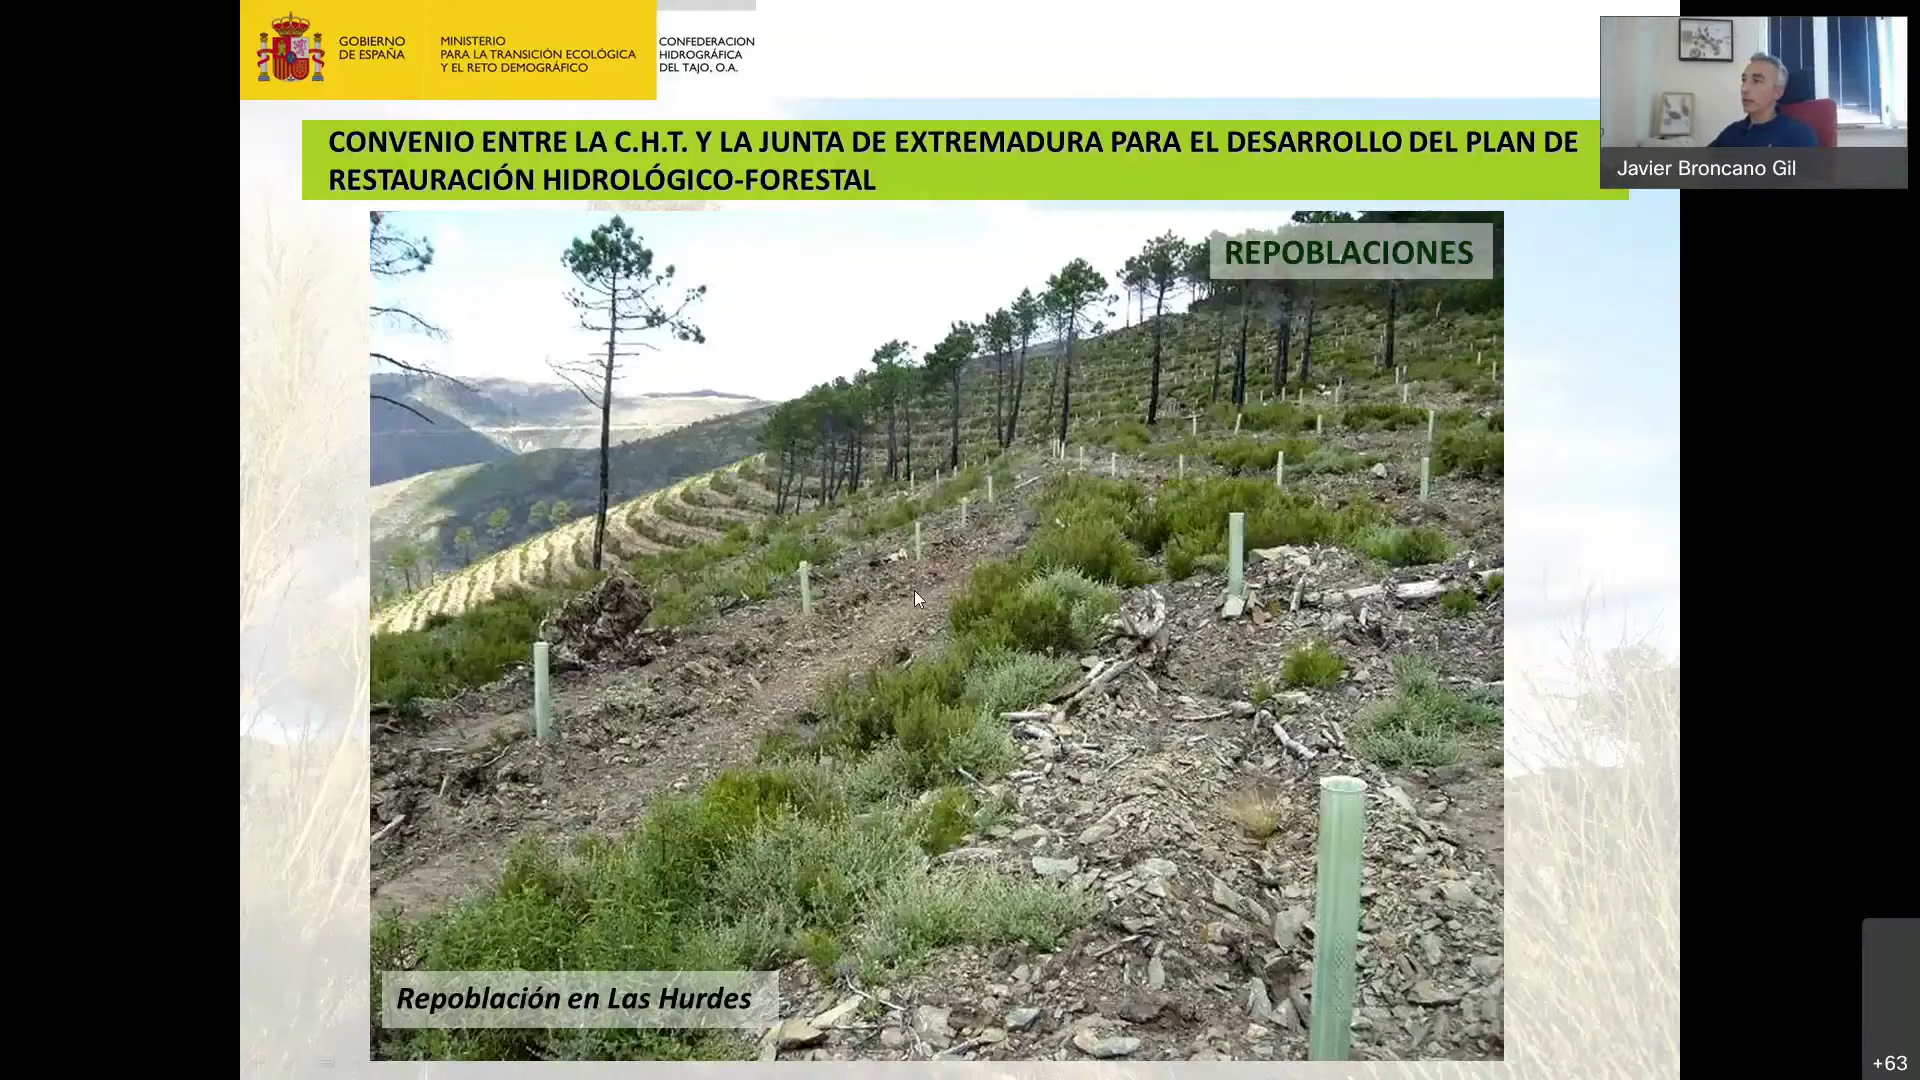 GOBIERNO
DE ESPAÑA
MINISTERIO
PARA LA TRANSICIÓN ECOLÓGICA
Y EL RETO DEMOGRÁFICO
CONFEDERACION
HIDROGRÁFICA
DEL TAJO, O.A.
CONVENIO ENTRE LA C.H.T. Y LA JUNTA DE EXTREMADURA PARA EL DESARROLLO DEL PLAN DE
RESTAURACIÓN HIDROLÓGICO-FORESTAL
Javier Broncano Gil
REPOBLACIONES
Repoblación en Las Hurdes
+63